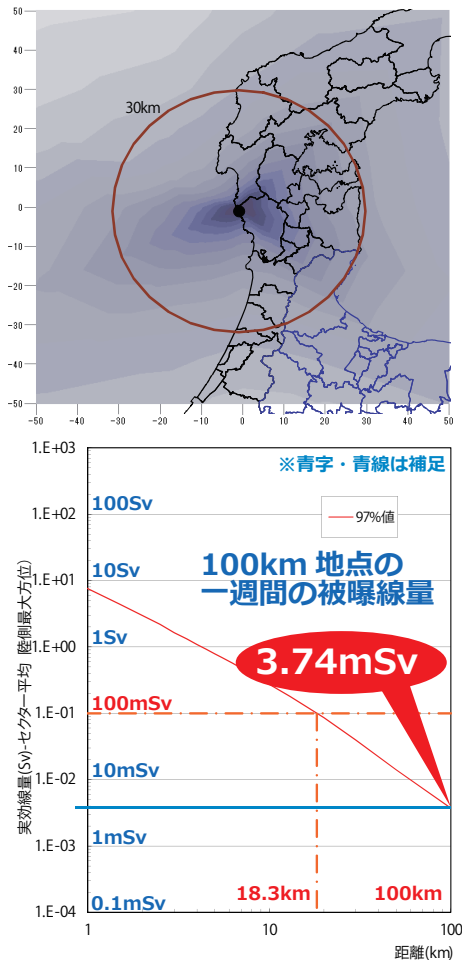 50
40
30
20
10
0
-10
-20
-30
-40
-50
30km
-50 -40 -30 -20 -10 0 10 20 30 40 50
1.E+03
1.E+02
1.E+01
1.E+00
1.E-01
1.E-02
1.E-03
1.E-04
実効線量(Sv)-セクター平均 陸側最大方位)
※青字・青線は補足
97%値
100Sv
10Sv
1Sv
100mSv
10mSv
1mSv
0.1mSv
100km 地点の
一週間の被曝線量
3.74mSv
18.3km
100km
1 10 100
距離(km)